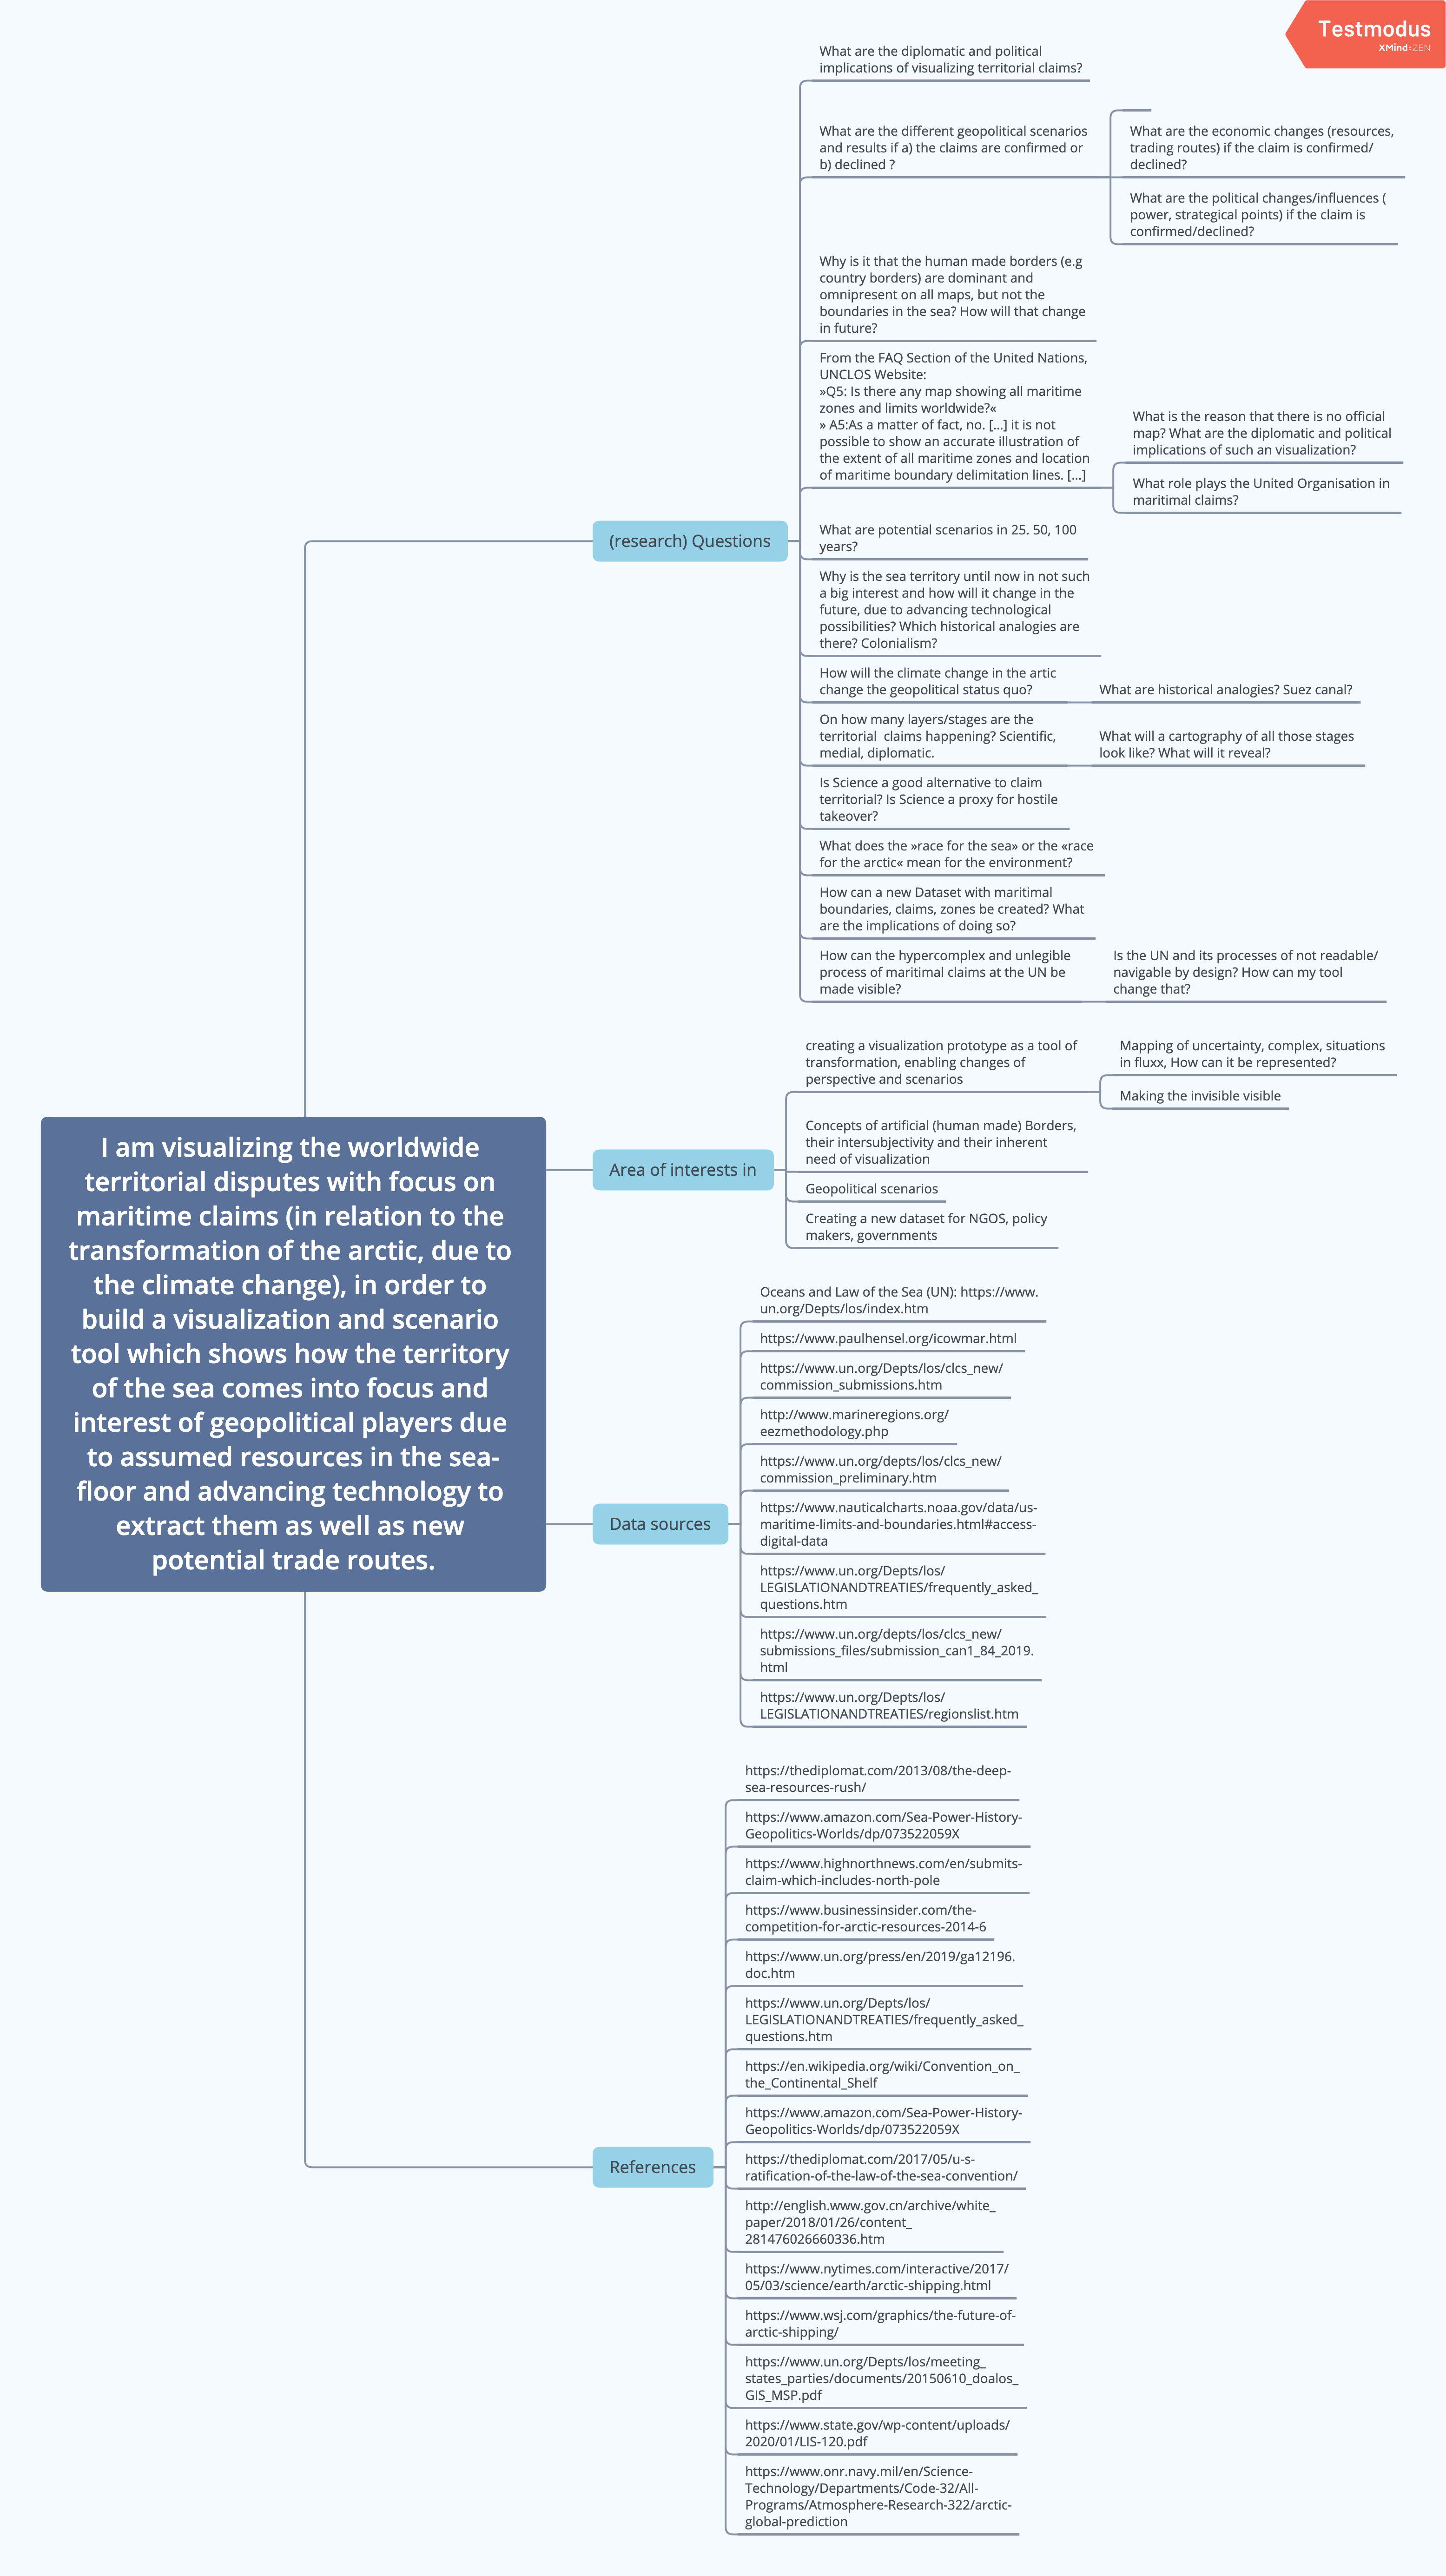 Testmodus
XMind:ZEN
What are the diplomatic and political
implications of visualizing territorial claims?
What are the different geopolitical scenarios
and results if a) the claims are confirmed or
b) declined ?
What are the economic changes (resources,
trading routes) if the claim is confirmed/
declined?
What are the political changes/influences (
power, strategical points) if the claim is
confirmed/declined?
Why is it that the human made borders (e.g
country borders) are dominant and
omnipresent on all maps, but not the
boundaries in the sea? How will that change
in future?
From the FAQ Section of the United Nations,
UNCLOS Website:
»Q5: Is there any map showing all maritime
zones and limits worldwide?«
» A5:As a matter of fact, no. [...] it is not
possible to show an accurate illustration of
the extent of all maritime zones and location
of maritime boundary delimitation lines. [...]
What is the reason that there is no official
map? What are the diplomatic and political
implications of such an visualization?
What role plays the United Organisation in
maritimal claims?
(research) Questions
What are potential scenarios in 25. 50, 100
years?
Why is the sea territory until now in not such
a big interest and how will it change in the
future, due to advancing technological
possibilities? Which historical analogies are
there? Colonialism?
How will the climate change in the artic
change the geopolitical status quo?
What are historical analogies? Suez canal?
On how many layers/stages are the
territorial  claims happening? Scientific,
medial, diplomatic.
What will a cartography of all those stages
look like? What will it reveal?
Is Science a good alternative to claim
territorial? Is Science a proxy for hostile
takeover?
What does the »race for the sea» or the «race
for the arctic« mean for the environment?
How can a new Dataset with maritimal
boundaries, claims, zones be created? What
are the implications of doing so?
How can the hypercomplex and unlegible
process of maritimal claims at the UN be
made visible?
Is the UN and its processes of not readable/
navigable by design? How can my tool
change that?
I am visualizing the worldwide
territorial disputes with focus on
maritime claims (in relation to the
transformation of the arctic, due to
the climate change), in order to
build a visualization and scenario
tool which shows how the territory
of the sea comes into focus and
interest of geopolitical players due
to assumed resources in the sea-
floor and advancing technology to
extract them as well as new
potential trade routes.
Area of interests in
creating a visualization prototype as a tool of
transformation, enabling changes of
perspective and scenarios
Mapping of uncertainty, complex, situations
in fluxx, How can it be represented?
Making the invisible visible
Concepts of artificial (human made) Borders,
their intersubjectivity and their inherent
need of visualization
Geopolitical scenarios
Creating a new dataset for NGOS, policy
makers, governments
Data sources
Oceans and Law of the Sea (UN): https://www.
un.org/Depts/los/index.htm
https://www.paulhensel.org/icowmar.html
https://www.un.org/Depts/los/clcs_new/
commission_submissions.htm
http://www.marineregions.org/
eezmethodology.php
https://www.un.org/depts/los/clcs_new/
commission_preliminary.htm
https://www.nauticalcharts.noaa.gov/data/us-
maritime-limits-and-boundaries.html#access-
digital-data
https://www.un.org/Depts/los/
LEGISLATIONANDTREATIES/frequently_asked_
questions.htm
https://www.un.org/depts/los/clcs_new/
submissions_files/submission_can1_84_2019.
html
https://www.un.org/Depts/los/
LEGISLATIONANDTREATIES/regionslist.htm
References
https://thediplomat.com/2013/08/the-deep-
sea-resources-rush/
https://www.amazon.com/Sea-Power-History-
Geopolitics-Worlds/dp/073522059X
https://www.highnorthnews.com/en/submits-
claim-which-includes-north-pole
https://www.businessinsider.com/the-
competition-for-arctic-resources-2014-6
https://www.un.org/press/en/2019/ga12196.
doc.htm
https://www.un.org/Depts/los/
LEGISLATIONANDTREATIES/frequently_asked_
questions.htm
https://en.wikipedia.org/wiki/Convention_on_
the_Continental_Shelf
https://www.amazon.com/Sea-Power-History-
Geopolitics-Worlds/dp/073522059X
https://thediplomat.com/2017/05/u-s-
ratification-of-the-law-of-the-sea-convention/
http://english.www.gov.cn/archive/white_
paper/2018/01/26/content_
281476026660336.htm
https://www.nytimes.com/interactive/2017/
05/03/science/earth/arctic-shipping.html
https://www.wsj.com/graphics/the-future-of-
arctic-shipping/
https://www.un.org/Depts/los/meeting_
states_parties/documents/20150610_doalos_
GIS_MSP.pdf
https://www.state.gov/wp-content/uploads/
2020/01/LIS-120.pdf
https://www.onr.navy.mil/en/Science-
Technology/Departments/Code-32/All-
Programs/Atmosphere-Research-322/arctic-
global-prediction